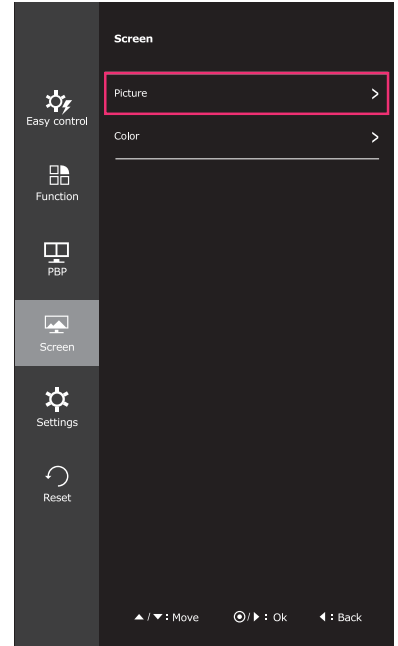 Screen
Picture >
Color >
Easy control
Function
PBP
Screen
Settings
Reset
▲/▼: Move ⦿/▶: Ok ◀: Back